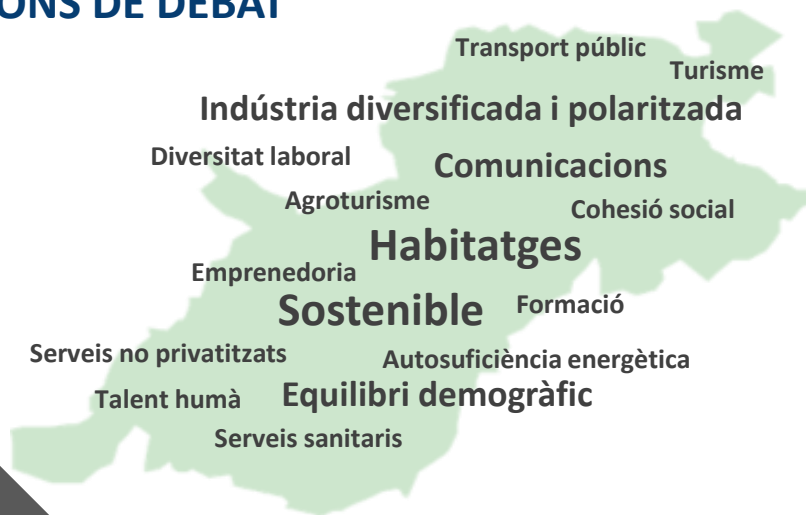 ONS DE DEBAT
Transport públic
Turisme
Indústria diversificada i polaritzada
Diversitat laboral
Comunicacions
Agroturisme
Cohesió social
Habitatges
Emprenedoria
Sostenible
Formació
Serveis no privatitzats
Autosuficiència energètica
Talent humà
Equilibri demogràfic
Serveis sanitaris